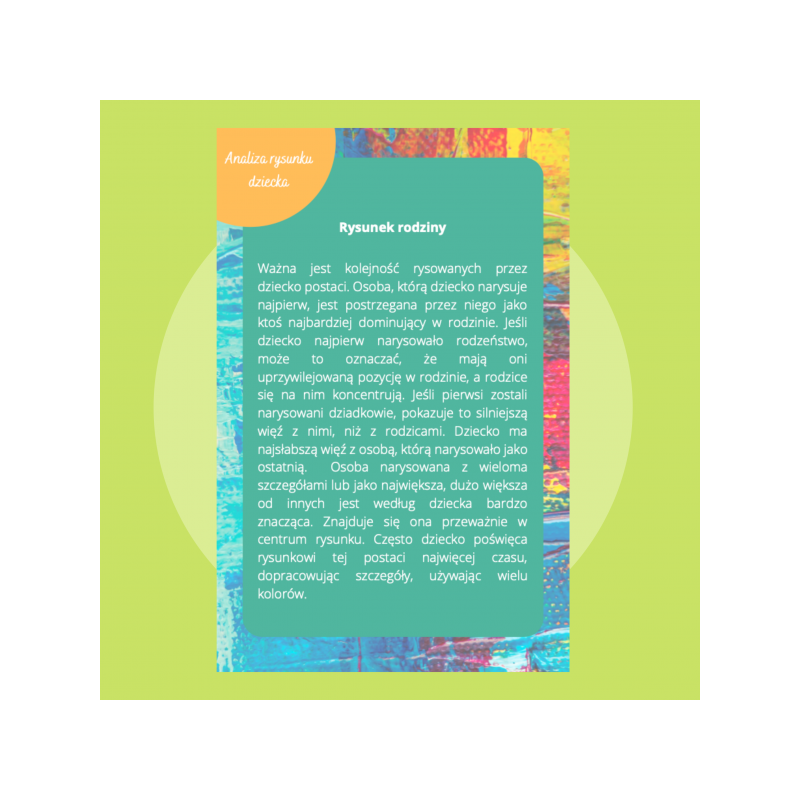 Analiza rysunku
dziecka
Rysunek rodziny
Ważna jest kolejność rysowanych przez
dziecko postaci. Osoba, którą dziecko narysuje
najpierw, jest postrzegana przez niego jako
ktoś najbardziej dominujący w rodzinie. Jeśli
dziecko najpierw narysowało rodzeństwo,
może to oznaczać, że mają oni
uprzywilejowaną pozycję w rodzinie, a rodzice
się na nim koncentrują. Jeśli pierwsi zostali
narysowani dziadkowie, pokazuje to silniejszą
więź z nimi, niż z rodzicami. Dziecko ma
najsłabszą więź z osobą, którą narysowało jako
ostatnią. Osoba narysowana z wieloma
szczegółami lub jako największa, dużo większa
od innych jest według dziecka bardzo
znacząca. Znajduje się ona przeważnie w
centrum rysunku. Często dziecko poświęca
rysunkowi tej postaci najwięcej czasu,
dopracowując szczegóły, używając wielu
kolorów.